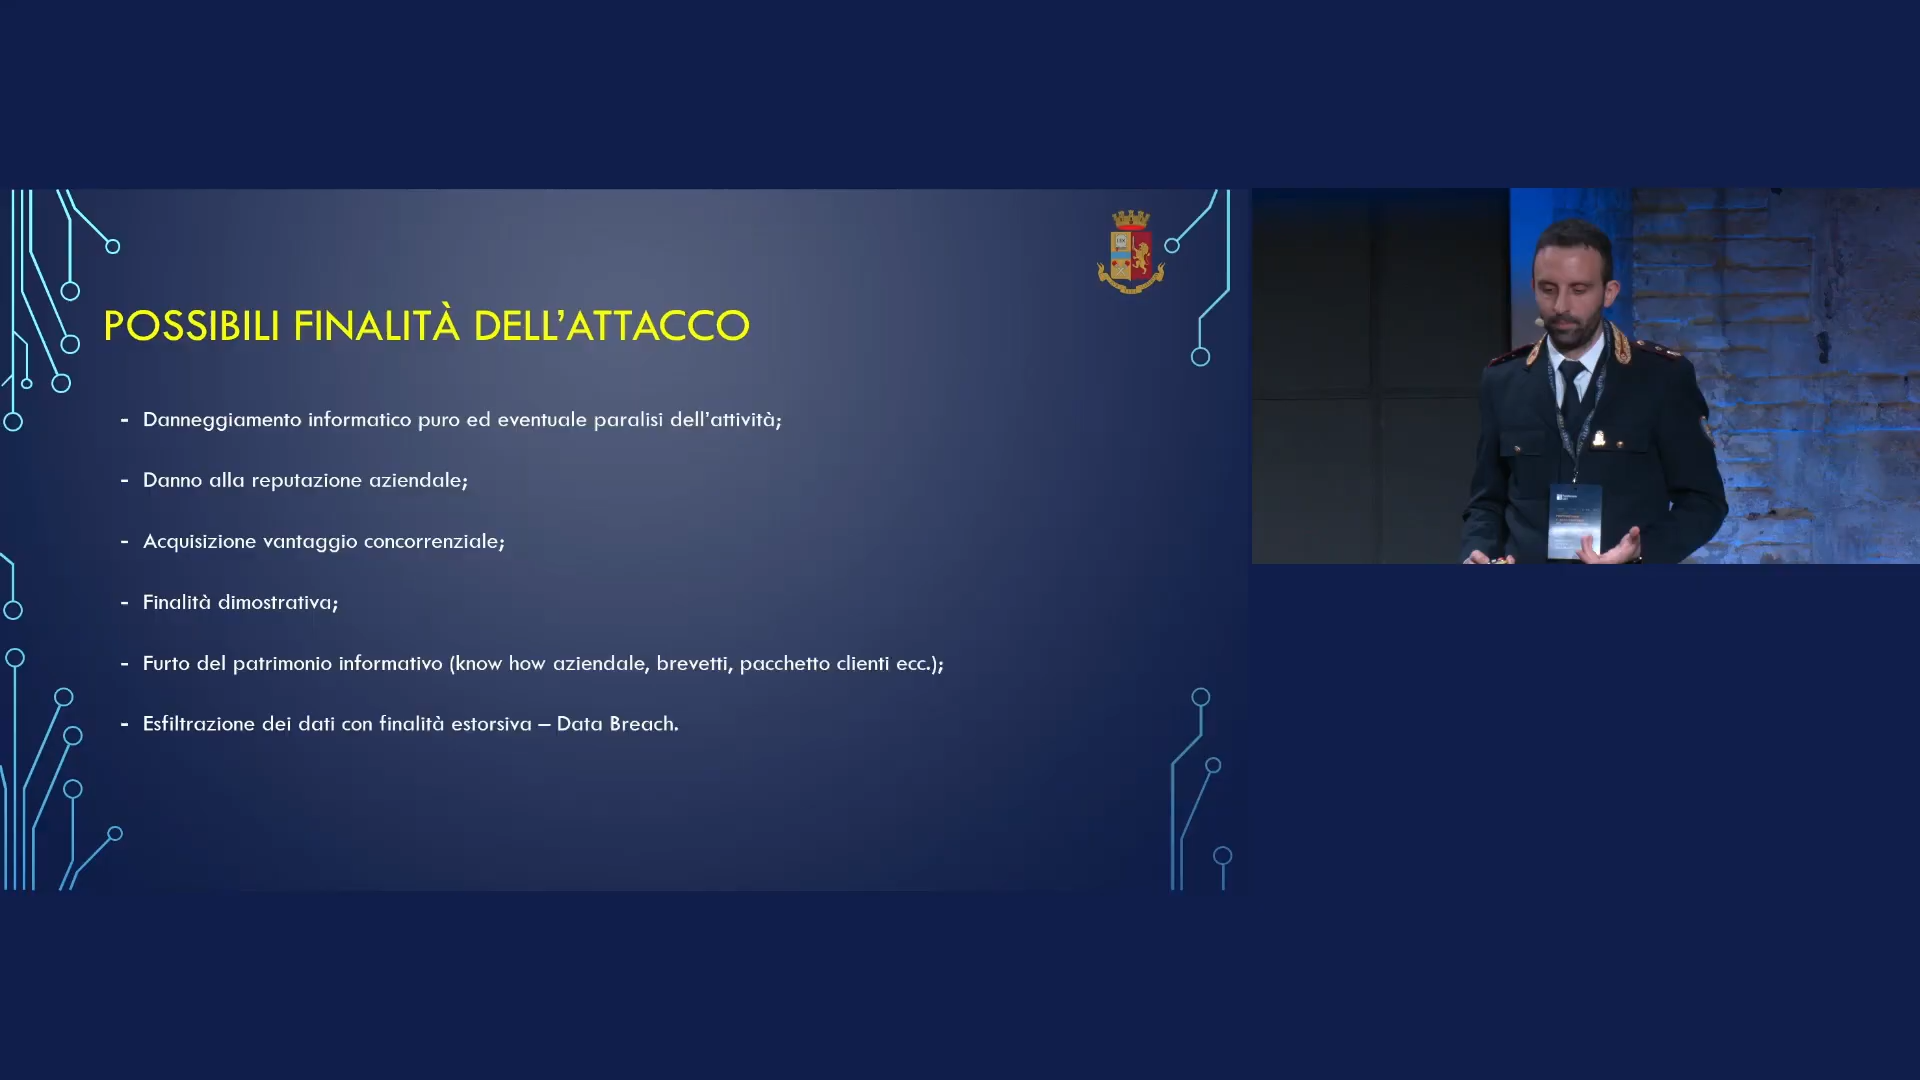 POSSIBILI FINALITÀ DELL’ATTACCO
- Danneggiamento informatico puro ed eventuale paralisi dell’attività;
- Danno alla reputazione aziendale;
- Acquisizione vantaggio concorrenziale;
- Finalità dimostrativa;
- Furto del patrimonio informativo (know how aziendale, brevetti, pacchetto clienti ecc.);
- Esfiltrazione dei dati con finalità estorsiva – Data Breach.